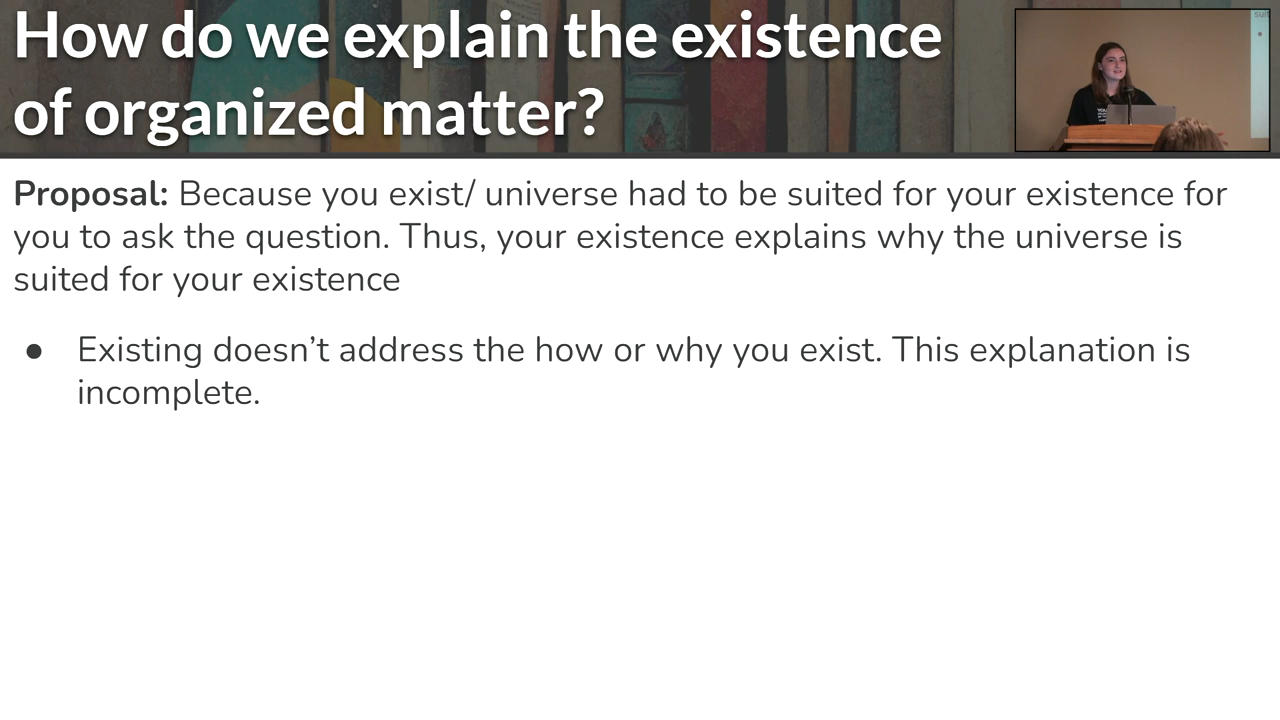 How do we explain the existence
of organized matter?
Proposal: Because you exist/ universe had to be suited for your existence for
you to ask the question. Thus, your existence explains why the universe is
suited for your existence
● Existing doesn’t address the how or why you exist. This explanation is
incomplete.